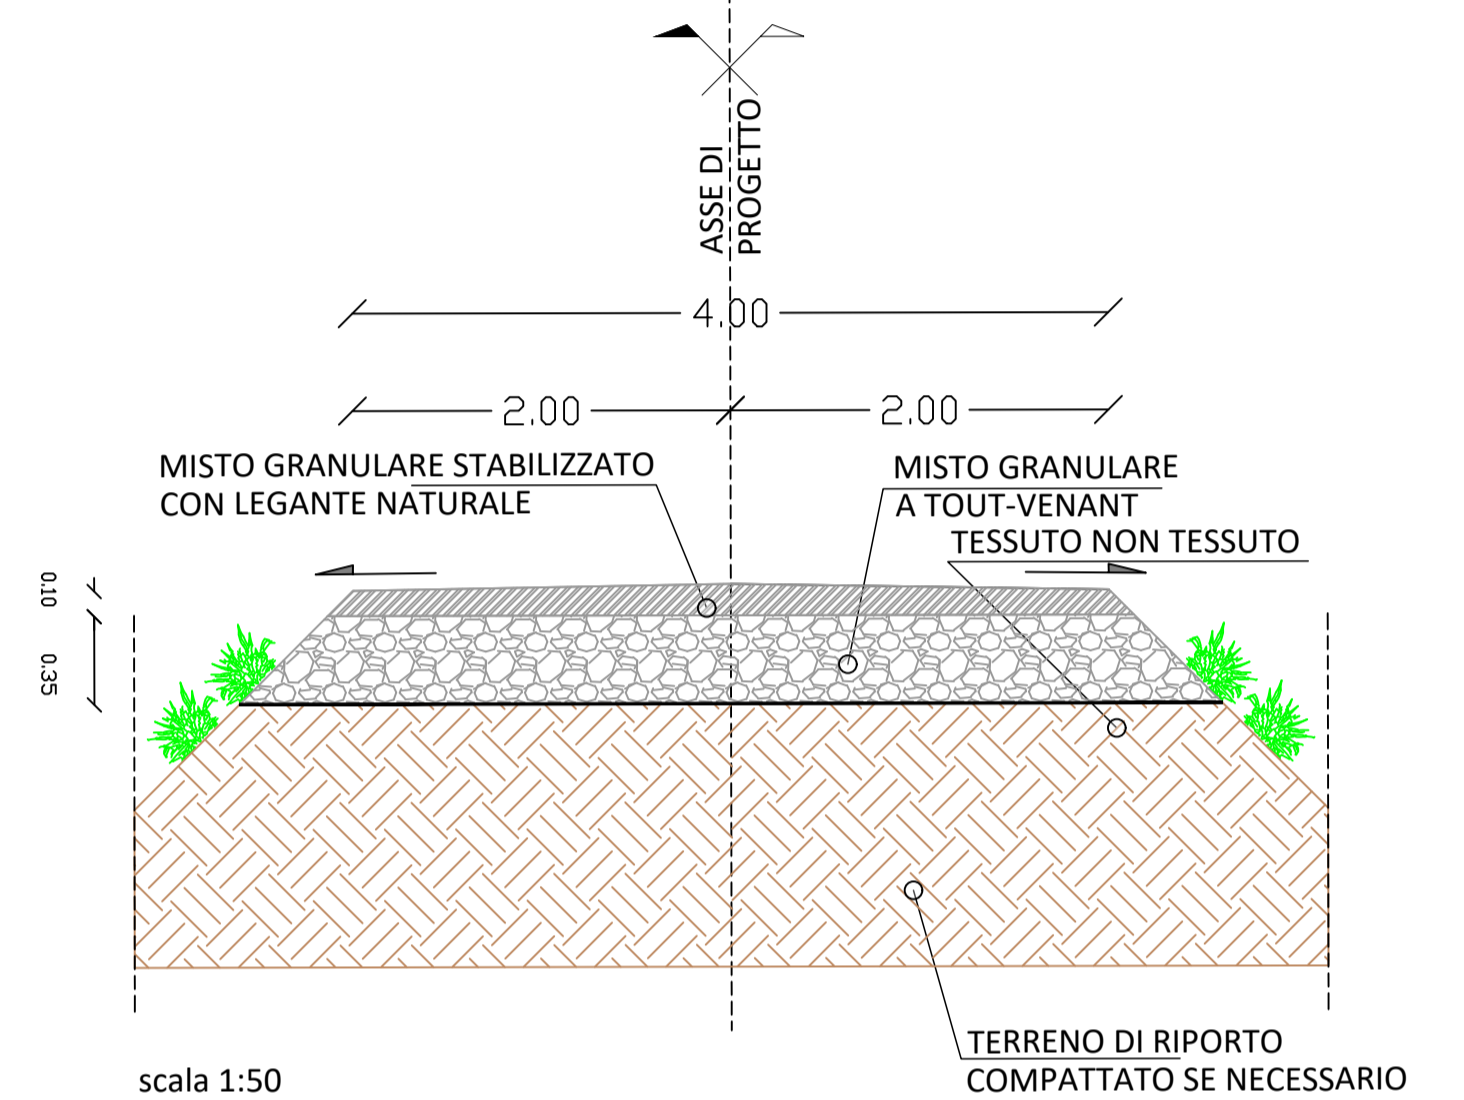 ASSE DI
PROGETTO
4.00
2.00
2.00
MISTO GRANULARE STABILIZZATO
CON LEGANTE NATURALE
MISTO GRANULARE
A TOUT-VENANT
TESSUTO NON TESSUTO
0.10
0.35
TERRENO DI RIPORTO
COMPATTATO SE NECESSARIO
scala 1:50